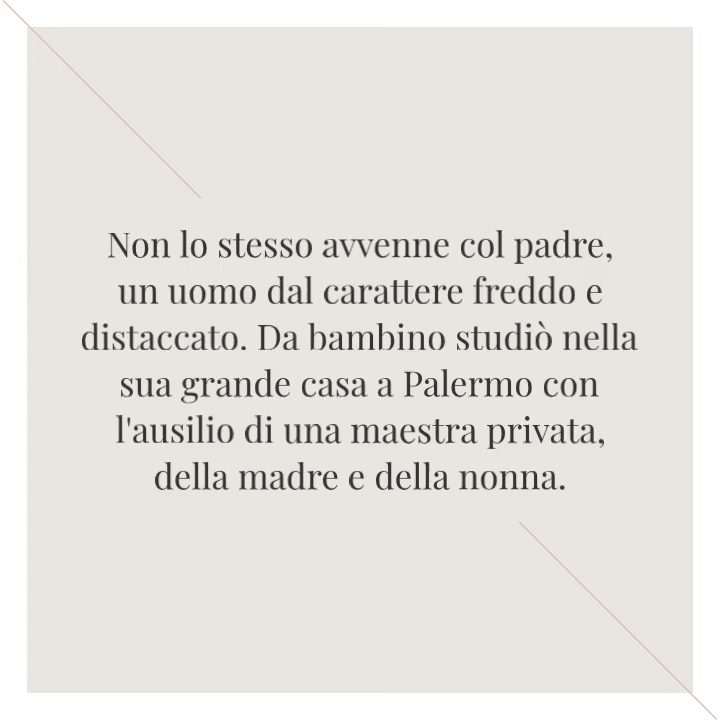 Non lo stesso avvenne col padre,
un uomo dal carattere freddo e
distaccato. Da bambino studiò nella
sua grande casa a Palermo con
l'ausilio di una maestra privata,
della madre e della nonna.